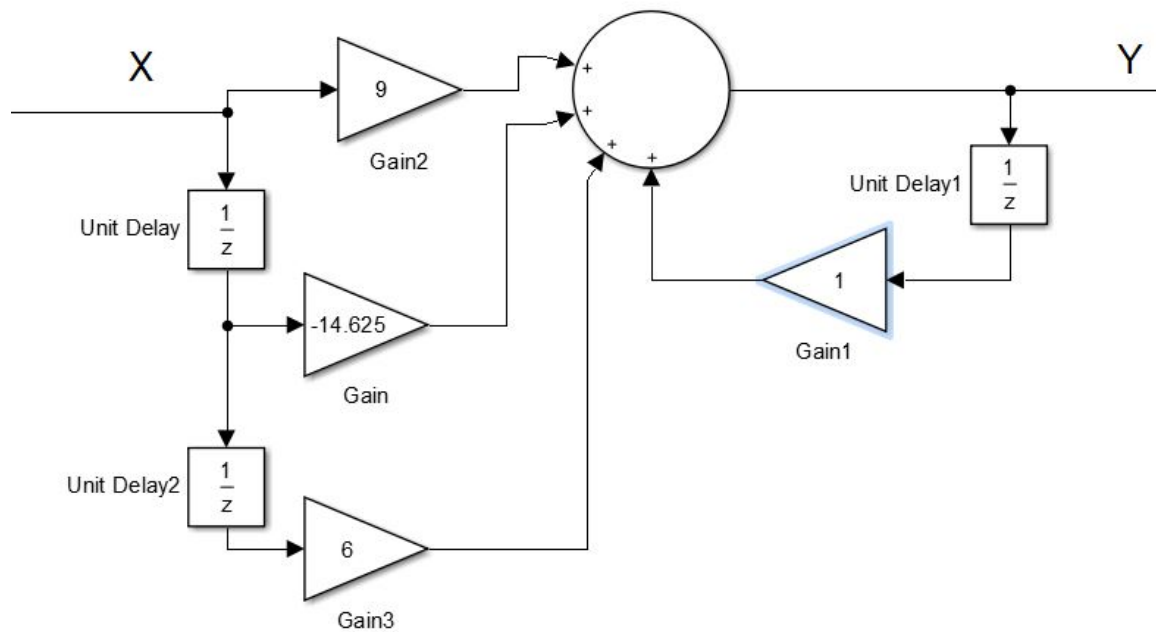 X
Y
9
+
+
+
+
Gain2
Unit Delay
1
z
Unit Delay1
1
z
-14.625
Gain
1
Gain1
Unit Delay2
1
z
6
Gain3